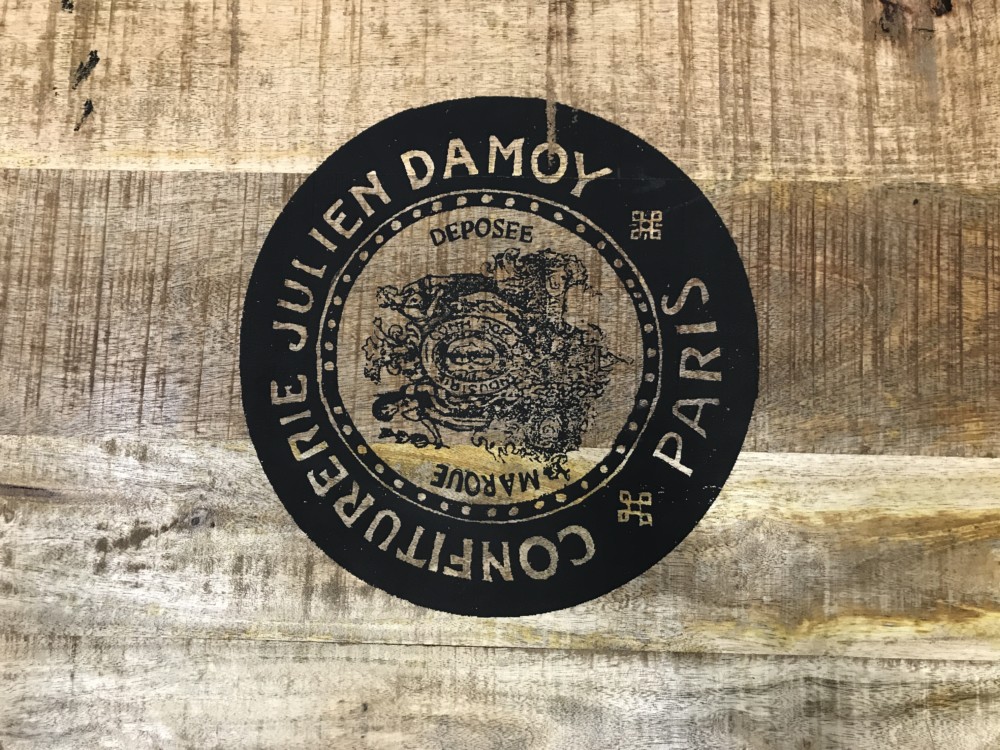 CONFITURERIE JULIEN DAMOY
PARIS
MARQUE
DEPOSEE